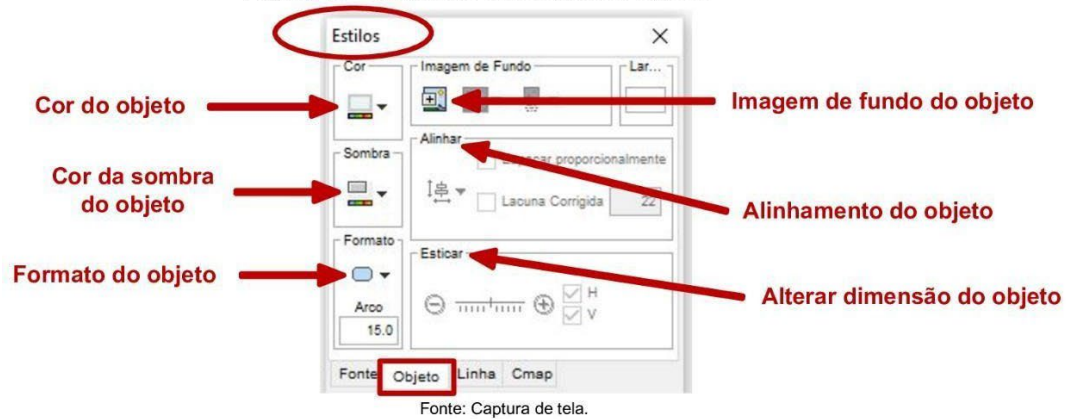 Estilos
Cor
Imagem de Fundo
Lar...
Cor do objeto
Imagem de fundo do objeto
Sombra
Alinhar
proporcionalmente
Cor da sombra
do objeto
Lacuna Corrigida
22
Alinhamento do objeto
Formato
Esticar
Formato do objeto
H
V
Alterar dimensão do objeto
Arco
15.0
Fonte
Objeto
Linha
Cmap
Fonte: Captura de tela.